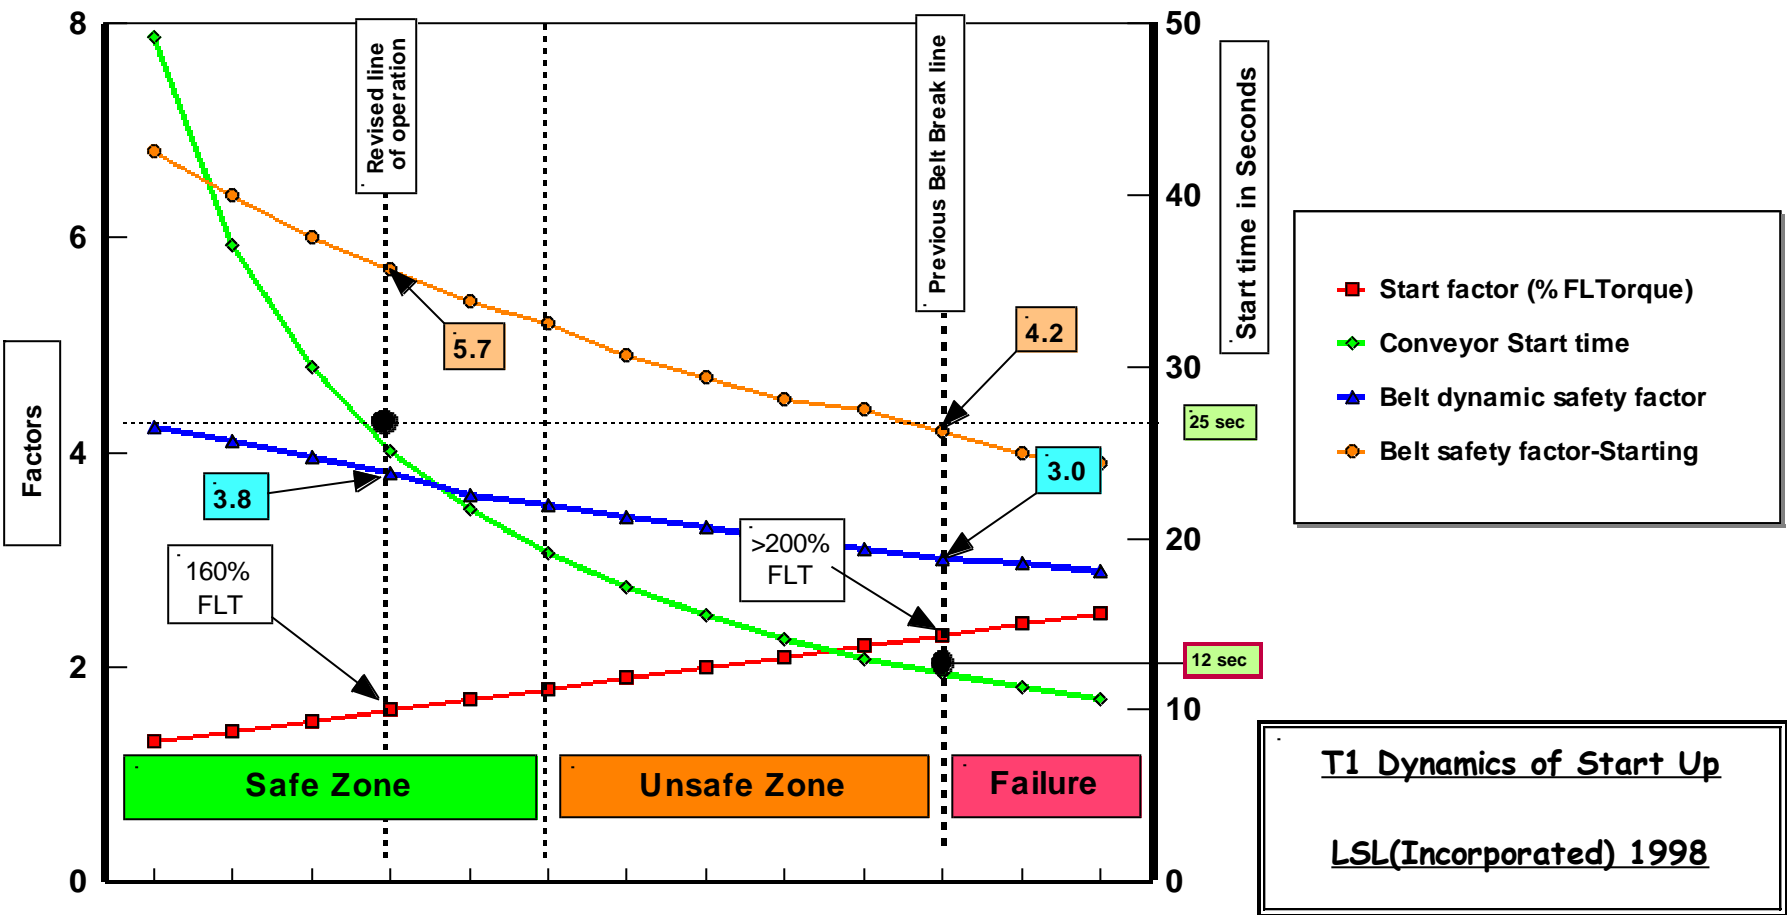 8
6
4
2
0
Factors
Revised line
of operation
Previous Belt Break line
50
40
30
20
10
0
Start time in Seconds
5.7
4.2
3.8
3.0
160%
FLT
>200%
FLT
25 sec
12 sec
Safe Zone
Unsafe Zone
Failure
Start factor (% FLTorque)
Conveyor Start time
Belt dynamic safety factor
Belt safety factor-Starting
T1 Dynamics of Start Up
LSL(Incorporated) 1998